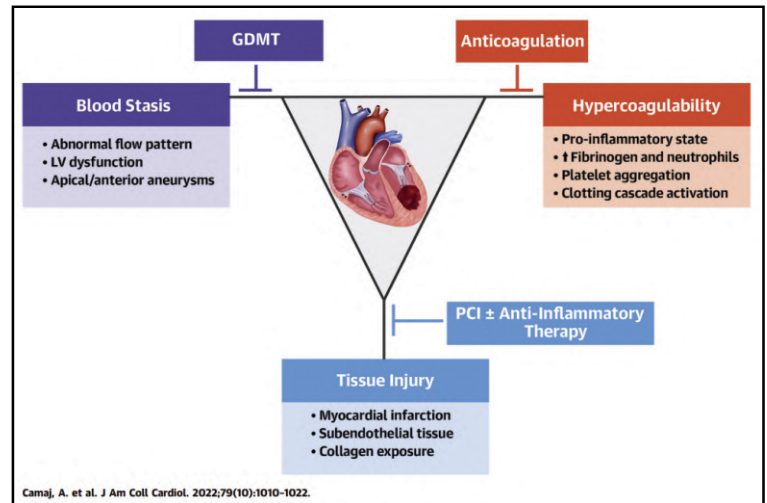 GDMT
Anticoagulation
Blood Stasis
• Abnormal flow pattern
• LV dysfunction
• Apical/anterior aneurysms
Hypercoagulability
• Pro-inflammatory state
• ⬆ Fibrinogen and neutrophils
• Platelet aggregation
• Clotting cascade activation
PCI ± Anti-Inflammatory
Therapy
Tissue Injury
• Myocardial infarction
• Subendothelial tissue
• Collagen exposure
Camaj, A. et al. J Am Coll Cardiol. 2022;79(10):1010-1022.